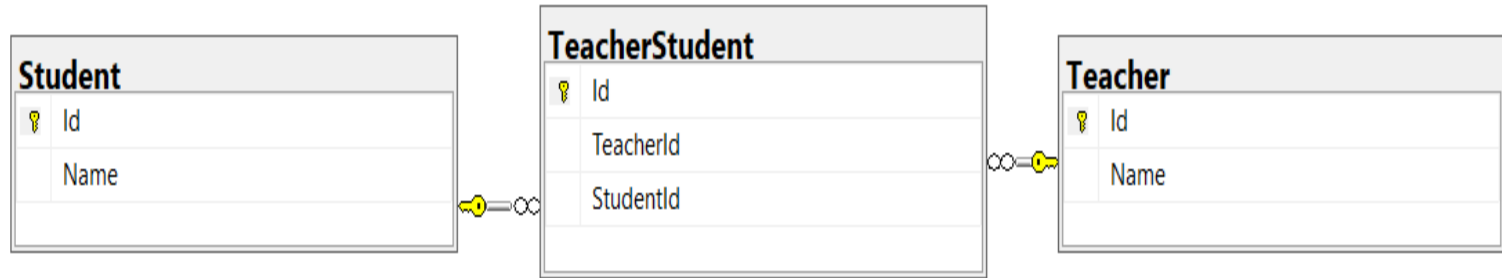 Student
Id
Name
TeacherStudent
Id
TeacherId
StudentId
Teacher
Id
Name